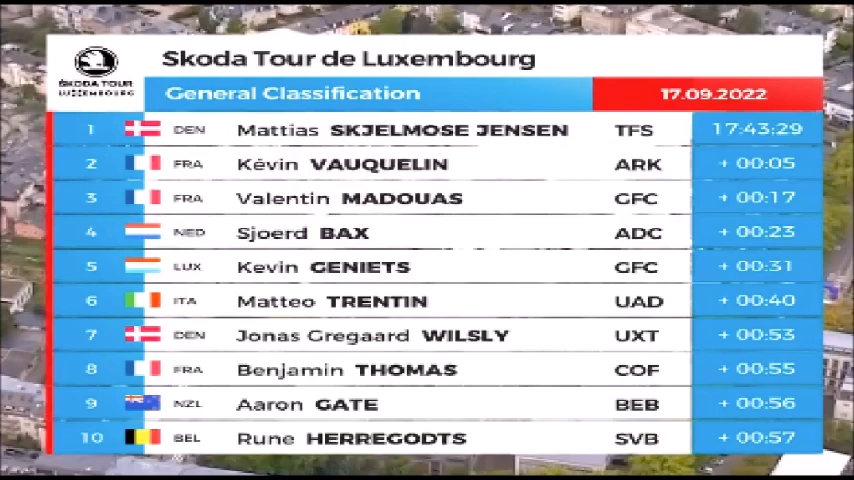 Skoda Tour de Luxembourg
ŠKODA TOUR
LUXEMBOURG
General Classification 17.09.2022
1 DEN Mattias SKJELMOSE JENSEN TFS 17:43:29
2 FRA Kévin VAUQUELIN ARK + 00:05
3 FRA Valentin MADOUAS GFC + 00:17
4 NED Sjoerd BAX ADC + 00:23
5 LUX Kevin GENIETS GFC + 00:31
6 ITA Matteo TRENTIN UAD + 00:40
7 DEN Jonas Gregaard WILSLY UXT + 00:53
8 FRA Benjamin THOMAS COF + 00:55
9 NZL Aaron GATE BEB + 00:56
10 BEL Rune HERREGODTS SVB + 00:57